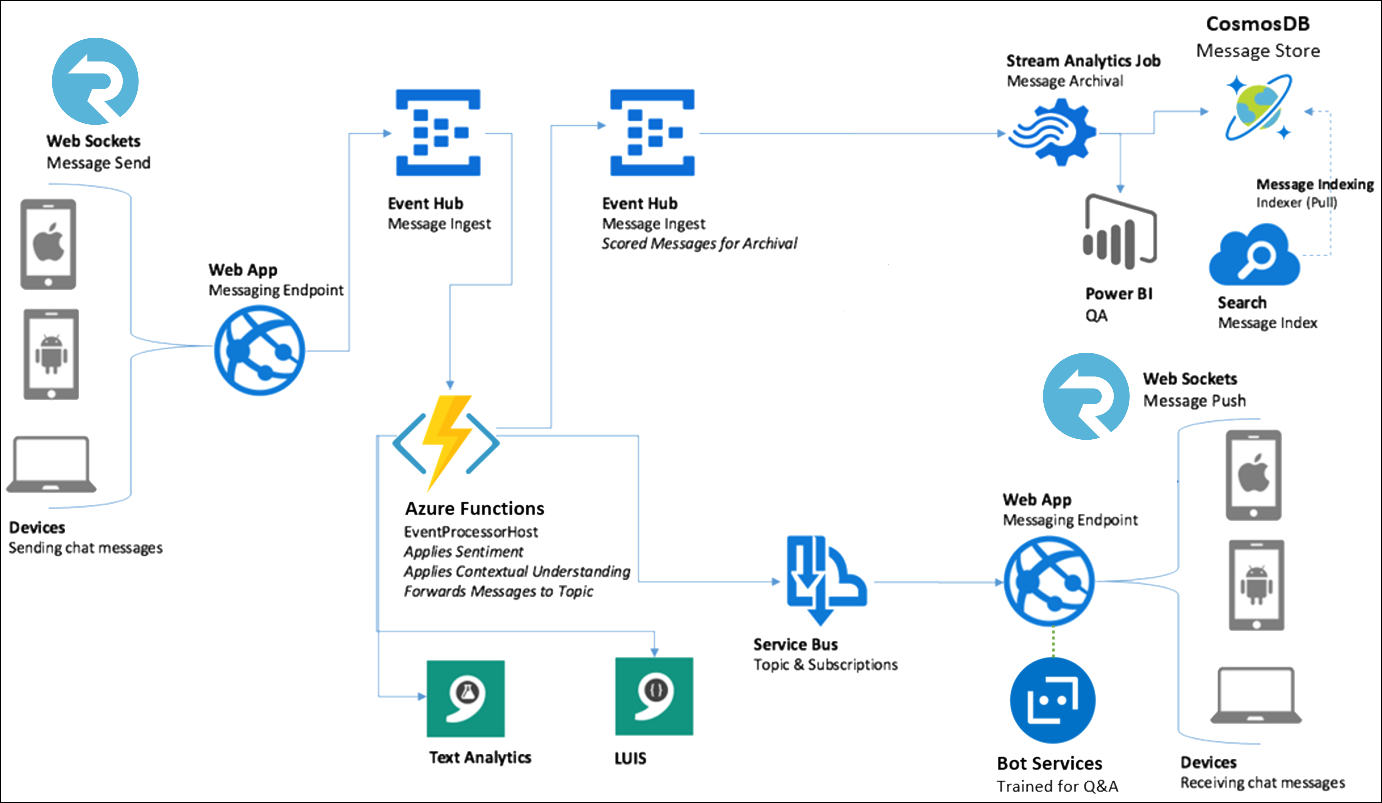 CosmosDB
Message Store
Stream Analytics Job
Message Archival
Web Sockets
Message Send
Event Hub
Message Ingest
Event Hub
Message Ingest
Scored Messages for Archival
Message Indexing
Indexer (Pull)
Web App
Messaging Endpoint
Power BI
QA
Search
Message Index
Web Sockets
Message Push
Devices
Sending chat messages
Azure Functions
EventProcessorHost
Applies Sentiment
Applies Contextual Understanding
Forwards Messages to Topic
Web App
Messaging Endpoint
Service Bus
Topic & Subscriptions
Text Analytics
LUIS
Bot Services
Trained for Q&A
Devices
Receiving chat messages